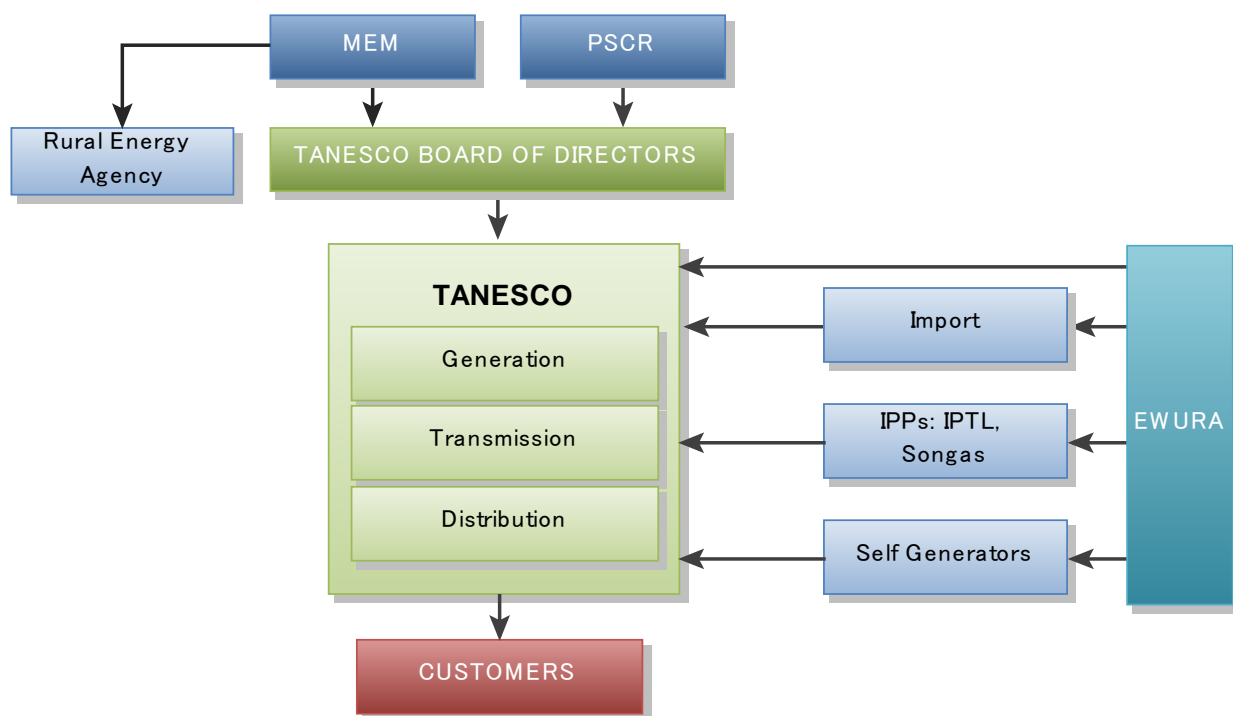 MEM
PSCR
Rural Energy
Agency
TANESCO BOARD OF DIRECTORS
TANESCO
Generation
Transmission
Distribution
Import
IPPs: IPTL,
Songas
Self Generators
EWURA
CUSTOMERS